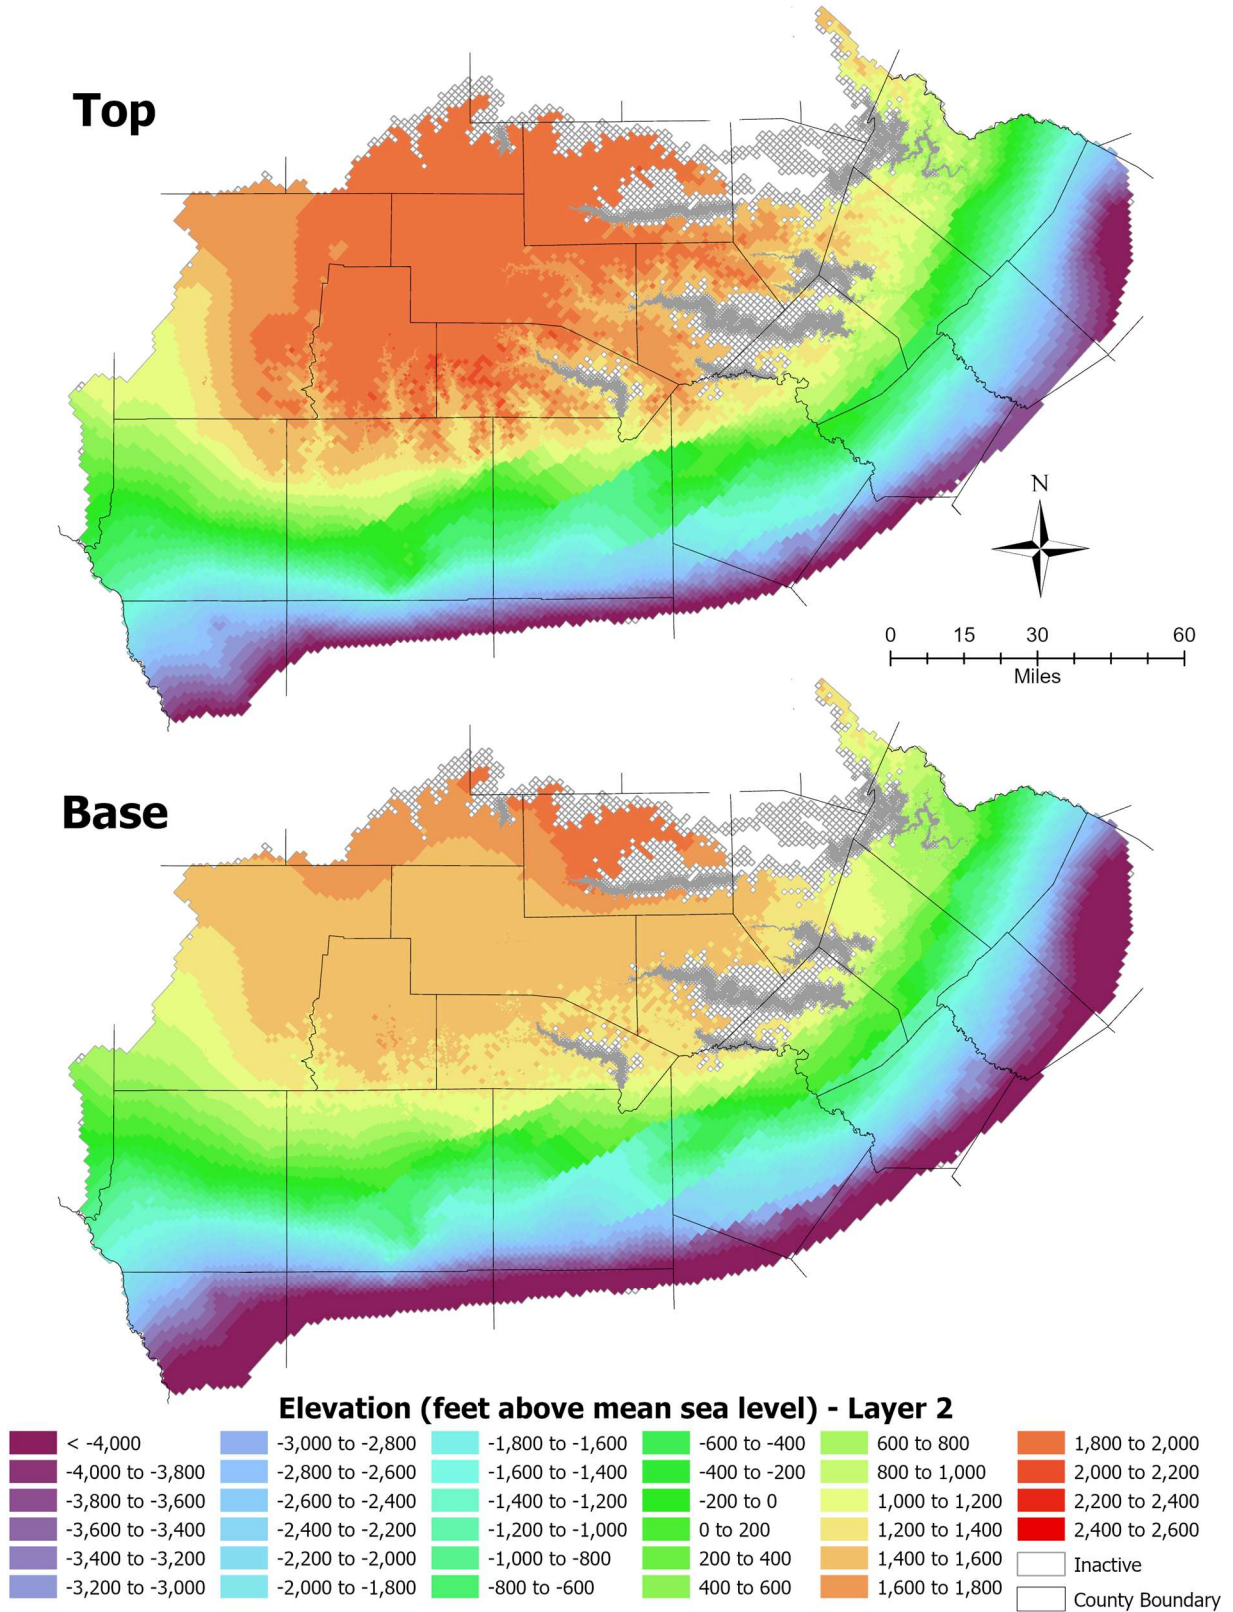 Top
N
0 15 30 60
Miles
Base
Elevation (feet above mean sea level) - Layer 2
< -4,000
-4,000 to -3,800
-3,800 to -3,600
-3,600 to -3,400
-3,400 to -3,200
-3,200 to -3,000
-3,000 to -2,800
-2,800 to -2,600
-2,600 to -2,400
-2,400 to -2,200
-2,200 to -2,000
-2,000 to -1,800
-1,800 to -1,600
-1,600 to -1,400
-1,400 to -1,200
-1,200 to -1,000
-1,000 to -800
-800 to -600
-600 to -400
-400 to -200
-200 to 0
0 to 200
200 to 400
400 to 600
600 to 800
800 to 1,000
1,000 to 1,200
1,200 to 1,400
1,400 to 1,600
1,600 to 1,800
1,800 to 2,000
2,000 to 2,200
2,200 to 2,400
2,400 to 2,600
Inactive
County Boundary